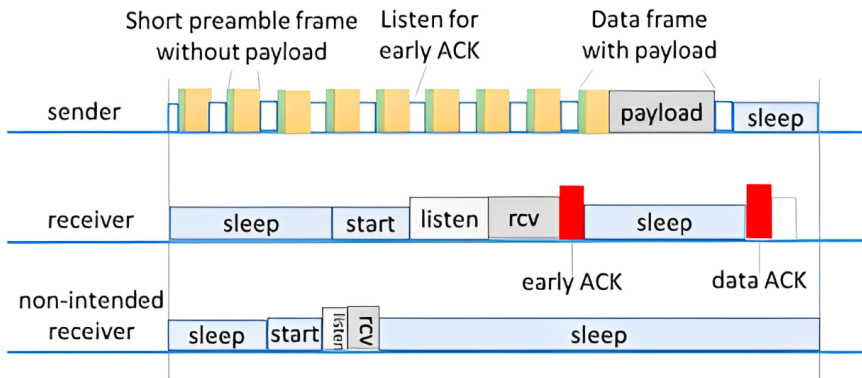 Short preamble frame
without payload
Listen for
early ACK
Data frame
with payload
sender
payload
sleep
receiver
sleep
start
listen
rcv
sleep
early ACK
data ACK
non-intended
receiver
sleep
start
listen
rcv
sleep